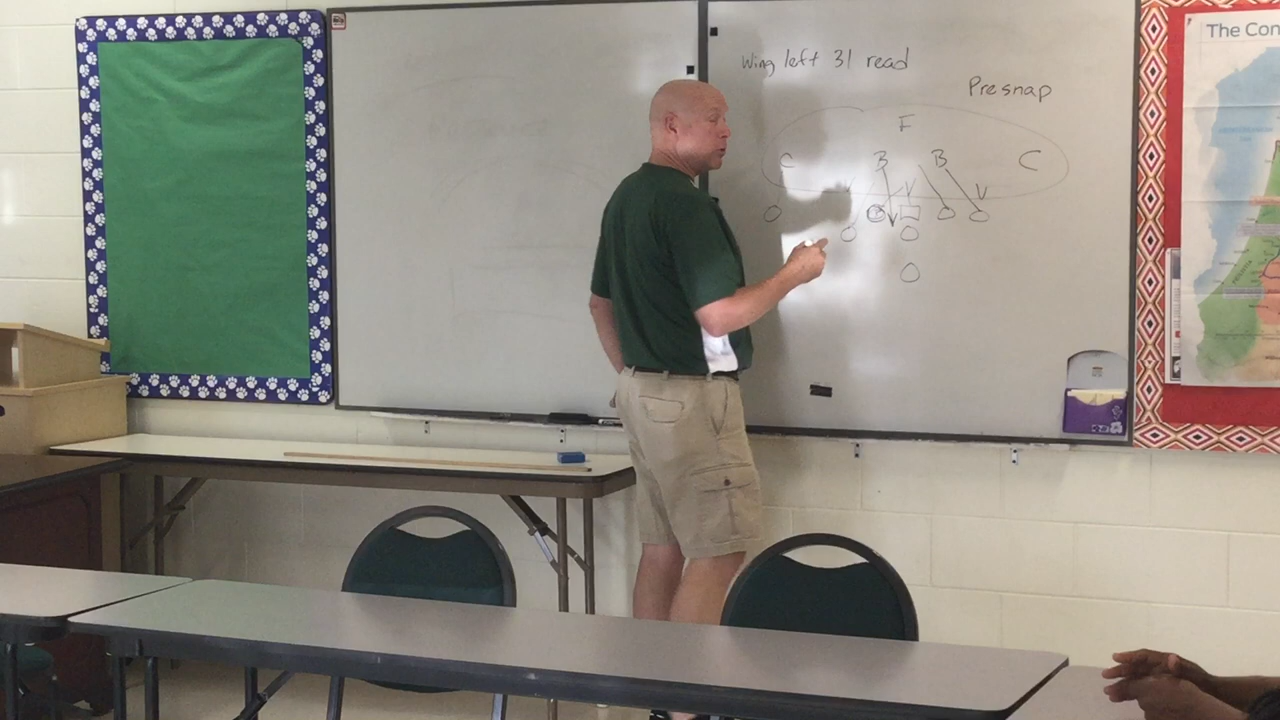 Wing left 31 read
Presnap
F
C B B C
V V V
The Con